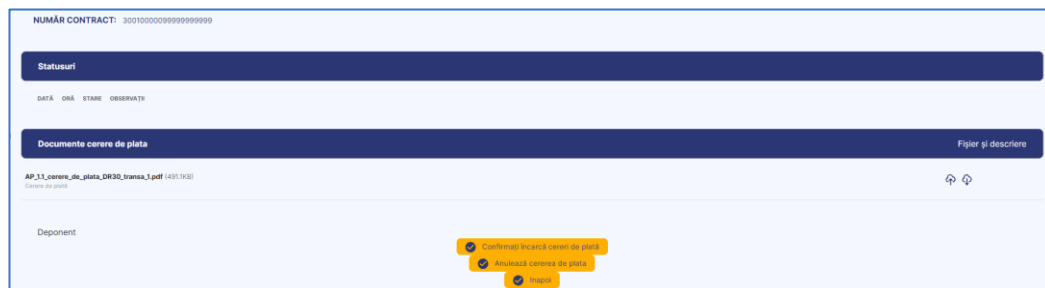 NUMĂR CONTRACT: 30010000099999999999
Statusuri
DATĂ ORĂ STARE OBSERVAȚII
Documente cerere de plata Fișier și descriere
AP_1.1_cerere_de_plata_DR30_transa_1.pdf (491.1KB)
Cerere de plată
Deponent
Confirmați încarcă cereri de plată
Anulează cererea de plata
Inapoi